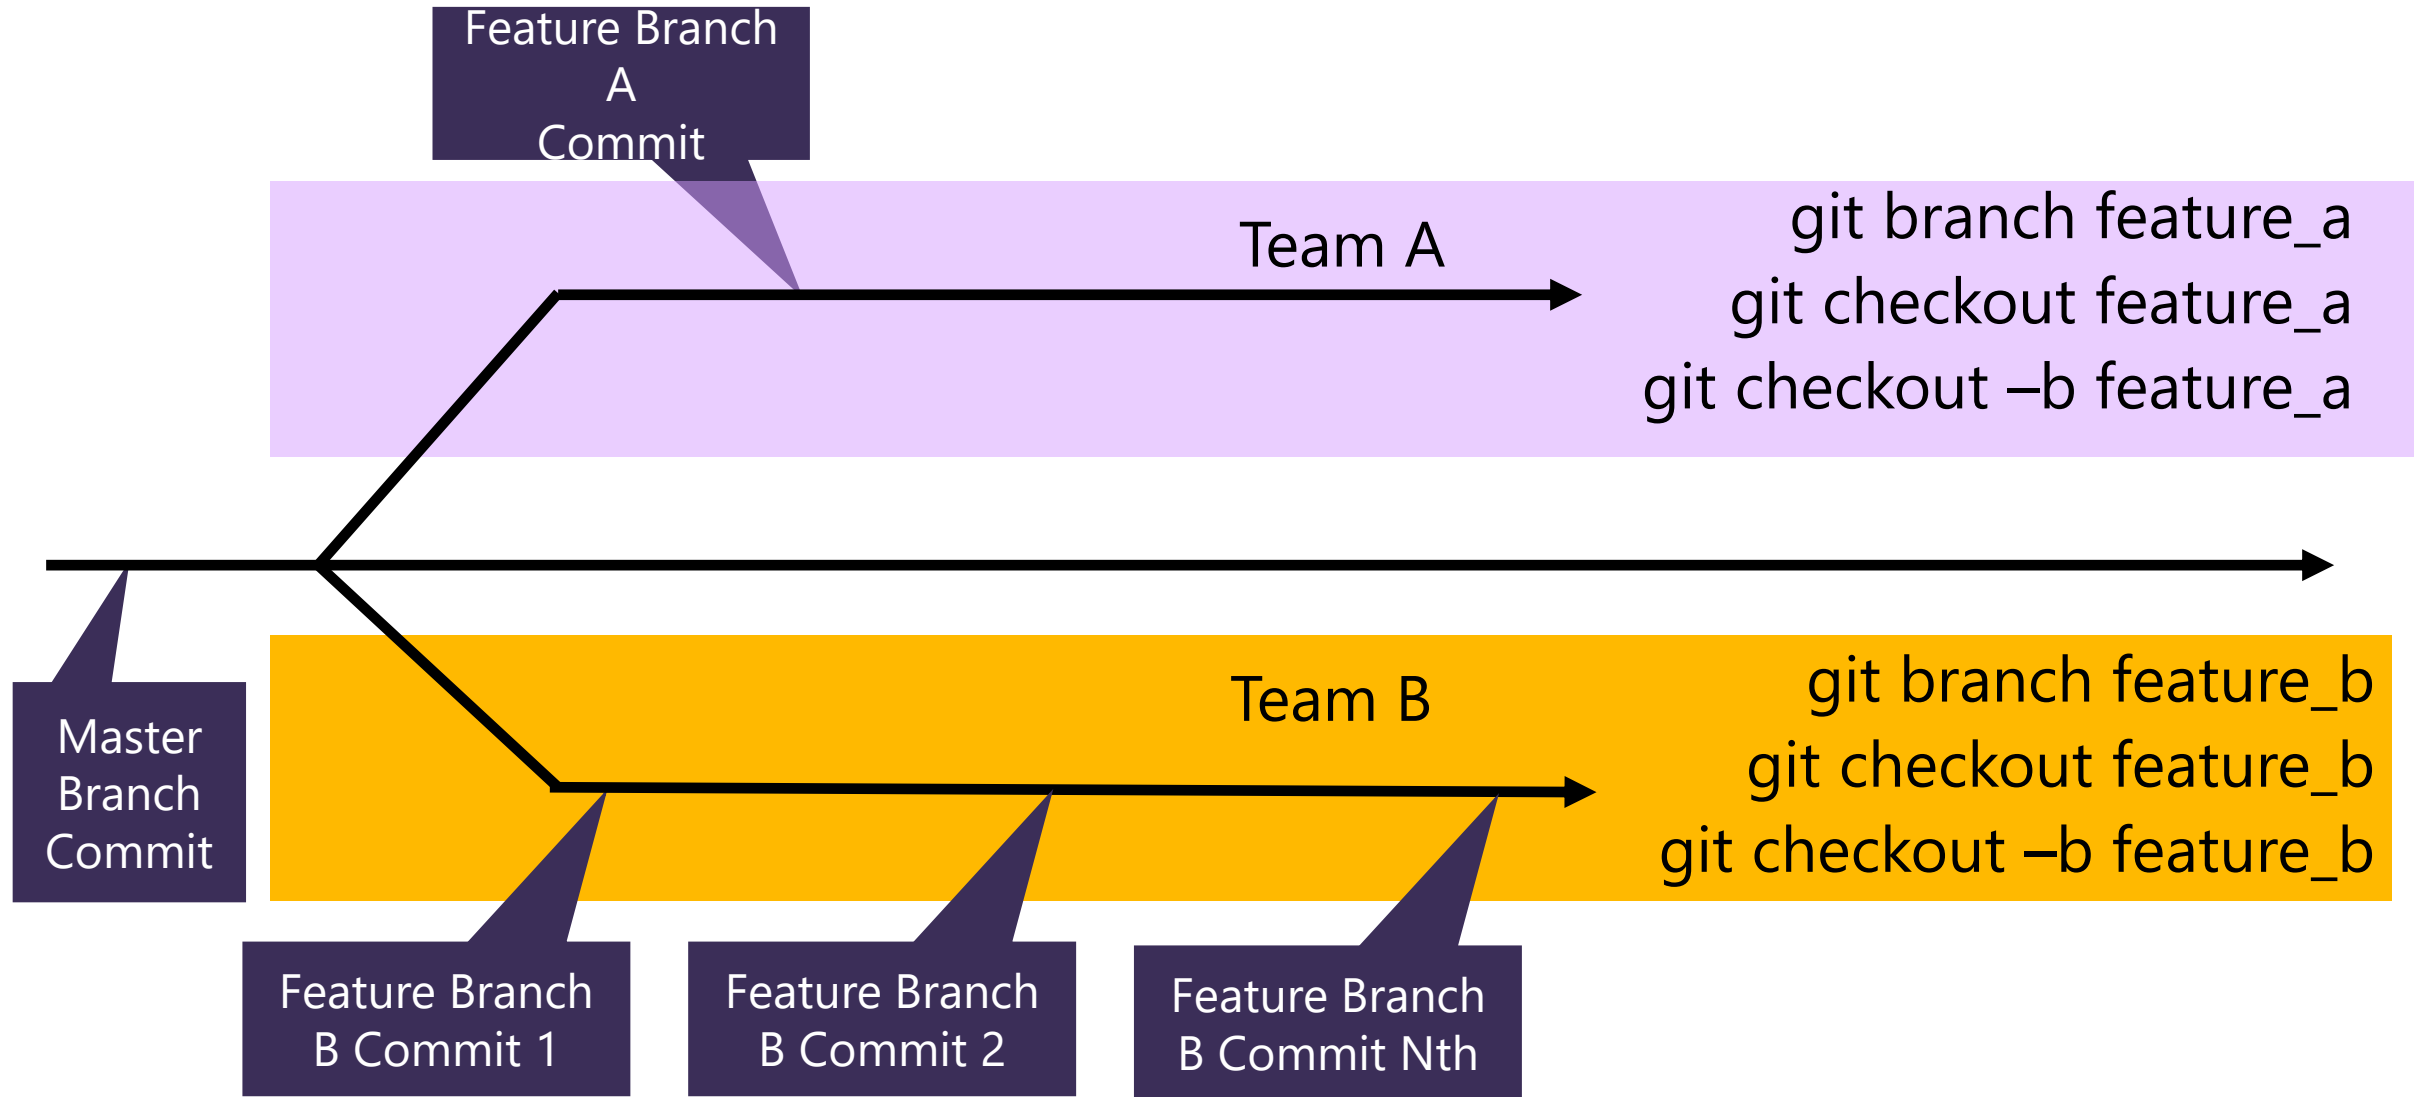 Feature Branch
A
Commit
Team A
git branch feature_a
git checkout feature_a
git checkout –b feature_a
Master
Branch
Commit
Team B
git branch feature_b
git checkout feature_b
git checkout –b feature_b
Feature Branch
B Commit 1
Feature Branch
B Commit 2
Feature Branch
B Commit Nth